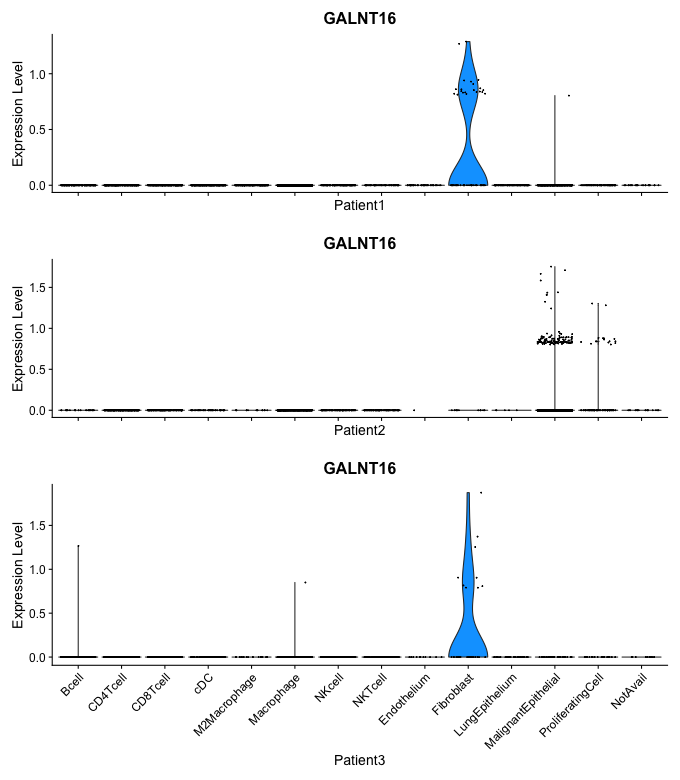 GALNT16
Expression Level
1.0
0.5
0.0
Patient1
GALNT16
Expression Level
1.5
1.0
0.5
0.0
Patient2
GALNT16
Expression Level
1.5
1.0
0.5
0.0
Bcell
CD4Tcell
CD8Tcell
cDC
M2Macrophage
Macrophage
NKcell
NKTcell
Endothelium
Fibroblast
LungEpithelium
MalignantEpithelial
ProliferatingCell
NotAvail
Patient3